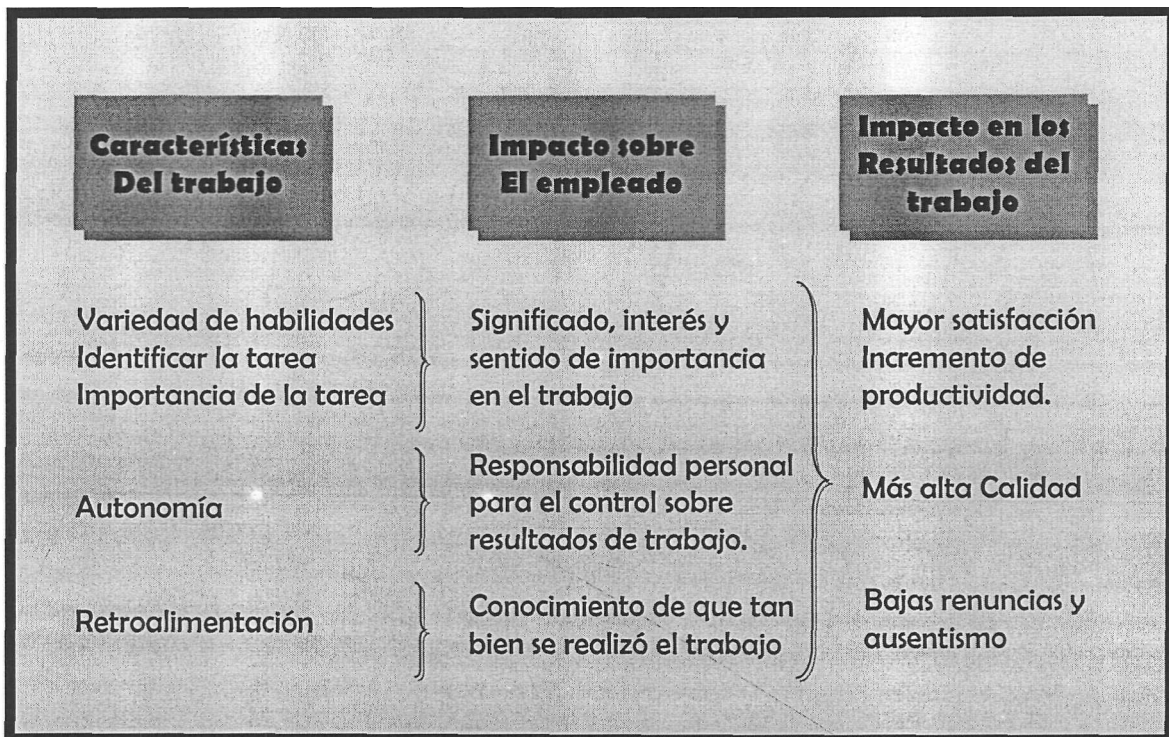 Características
Del trabajo
Impacto sobre
El empleado
Impacto en los
Resultados del
trabajo
Variedad de habilidades
Identificar la tarea
Importancia de la tarea
Significado, interés y
sentido de importancia
en el trabajo
Mayor satisfacción
Incremento de
productividad.
Autonomía
Responsabilidad personal
para el control sobre
resultados de trabajo.
Más alta Calidad
Retroalimentación
Conocimiento de que tan
bien se realizó el trabajo
Bajas renuncias y
ausentismo